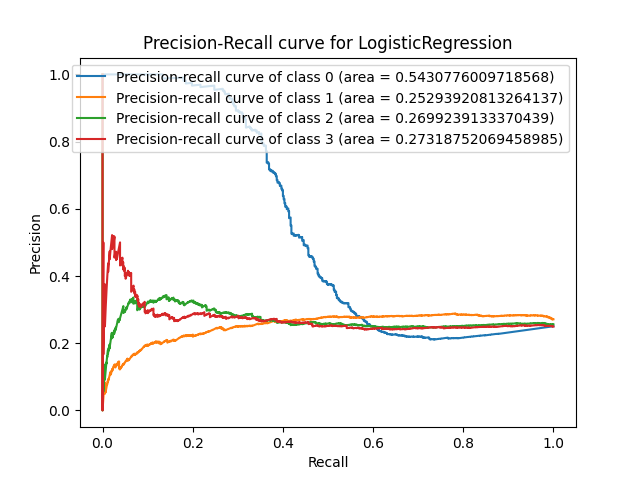 Precision-Recall curve for LogisticRegression
Precision-recall curve of class 0 (area = 0.5430776009718568)
Precision-recall curve of class 1 (area = 0.25293920813264137)
Precision-recall curve of class 2 (area = 0.2699239133370439)
Precision-recall curve of class 3 (area = 0.27318752069458985)
Precision
1.0
0.8
0.6
0.4
0.2
0.0
0.0 0.2 0.4 0.6 0.8 1.0
Recall